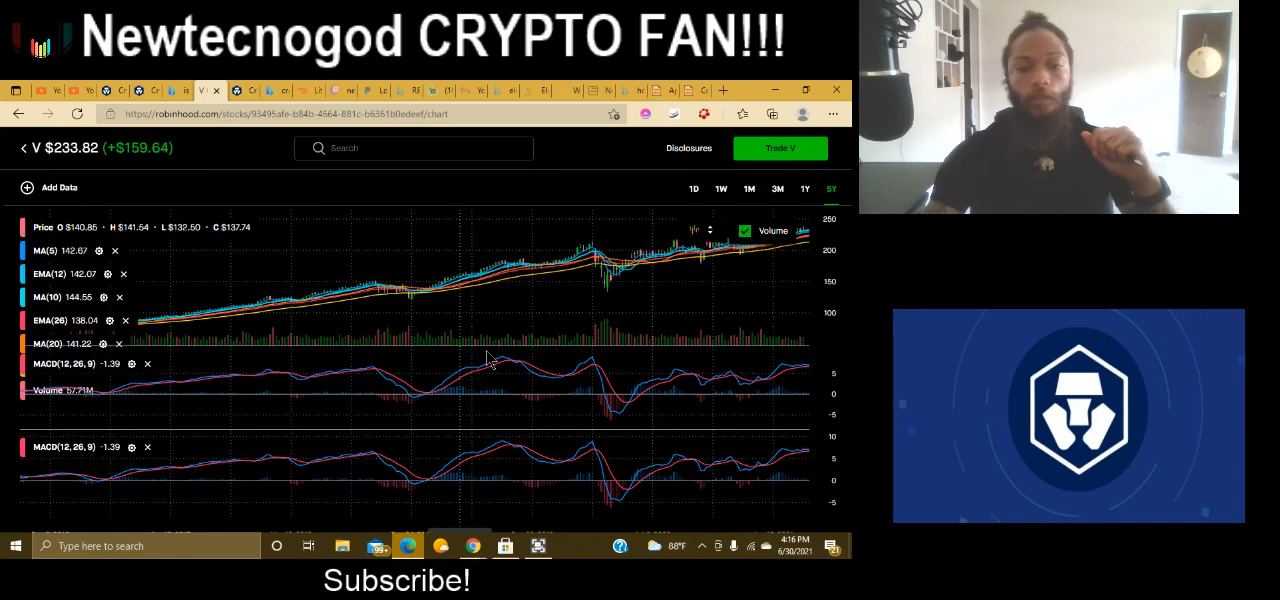 Newtecnogod CRYPTO FAN!!!
https://robinhood.com/stocks/93495afe-b84b-4664-881c-b6361b0edeef/chart
V $233.82 (+$159.64)
Search
Disclosures
Trade V
Add Data
1D 1W 1M 3M 1Y 5Y
Price O $140.85 · H $141.54 · L $132.50 · C $137.74
Volume
250
MA(5) 142.67
200
EMA(12) 142.07
150
MA(10) 144.55
100
EMA(26) 138.04
MA(20) 141.22
MACD(12,26,9) -1.39
5
Volume 57.71M
0
-5
10
MACD(12,26,9) -1.39
5
0
-5
Type here to search
99+
88°F
4:16 PM
6/30/2021
21
Subscribe!